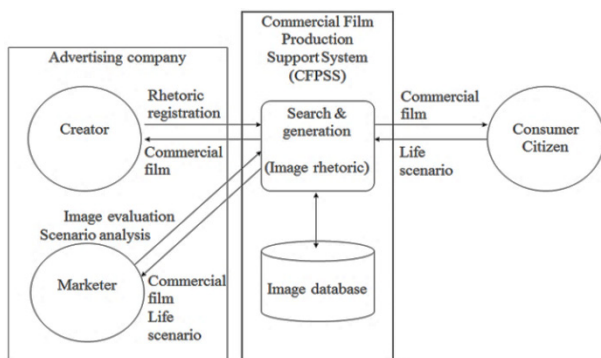 Commercial Film
Production
Support System
(CFPSS)
Advertising company
Creator
Rhetoric
registration
Commercial
film
Search &
generation
(Image rhetoric)
Commercial
film
Life
scenario
Consumer
Citizen
Image evaluation
Scenario analysis
Marketer
Commercial
film
Life
scenario
Image database